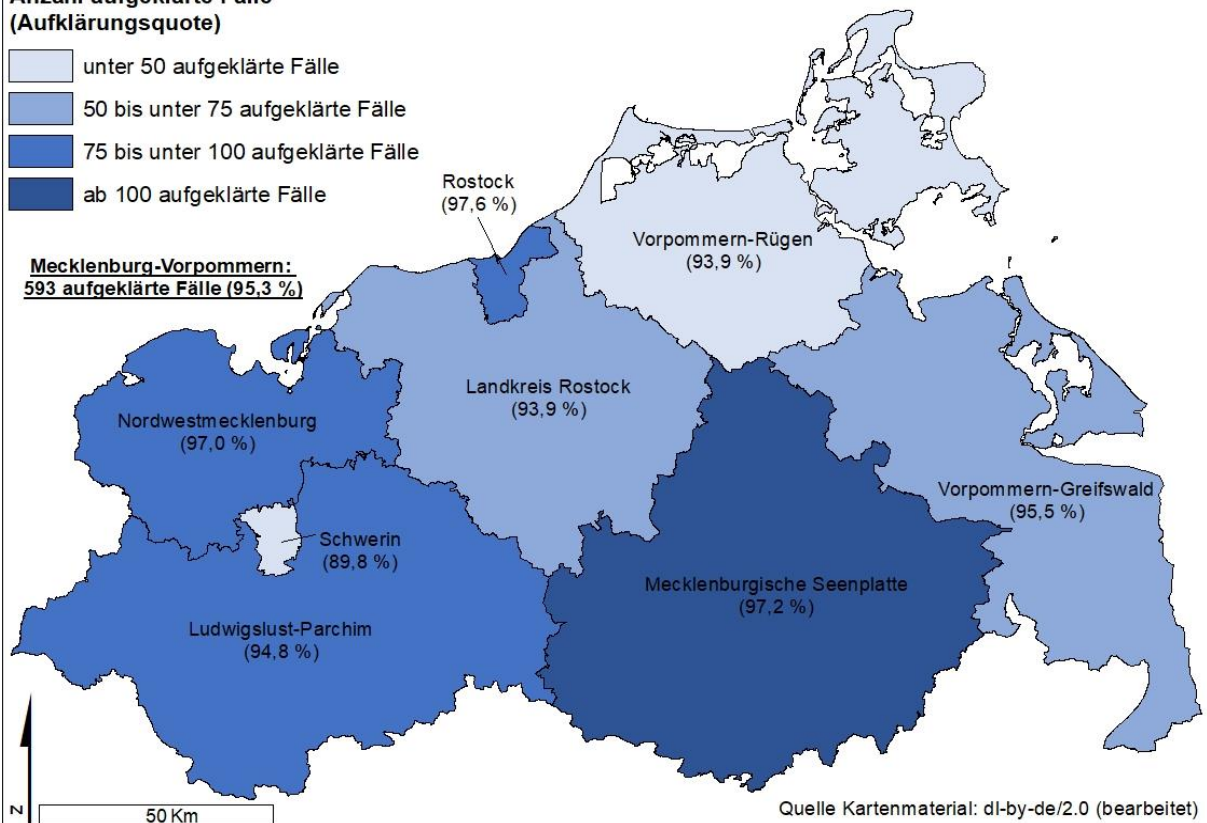 Anzahl aufgeklärte Fälle
(Aufklärungsquote)
unter 50 aufgeklärte Fälle
50 bis unter 75 aufgeklärte Fälle
75 bis unter 100 aufgeklärte Fälle
ab 100 aufgeklärte Fälle
Rostock
(97,6 %)
Vorpommern-Rügen
(93,9 %)
Mecklenburg-Vorpommern:
593 aufgeklärte Fälle (95,3 %)
Landkreis Rostock
(93,9 %)
Nordwestmecklenburg
(97,0 %)
Vorpommern-Greifswald
(95,5 %)
Schwerin
(89,8 %)
Mecklenburgische Seenplatte
(97,2 %)
Ludwigslust-Parchim
(94,8 %)
N
50 Km
Quelle Kartenmaterial: dl-by-de/2.0 (bearbeitet)